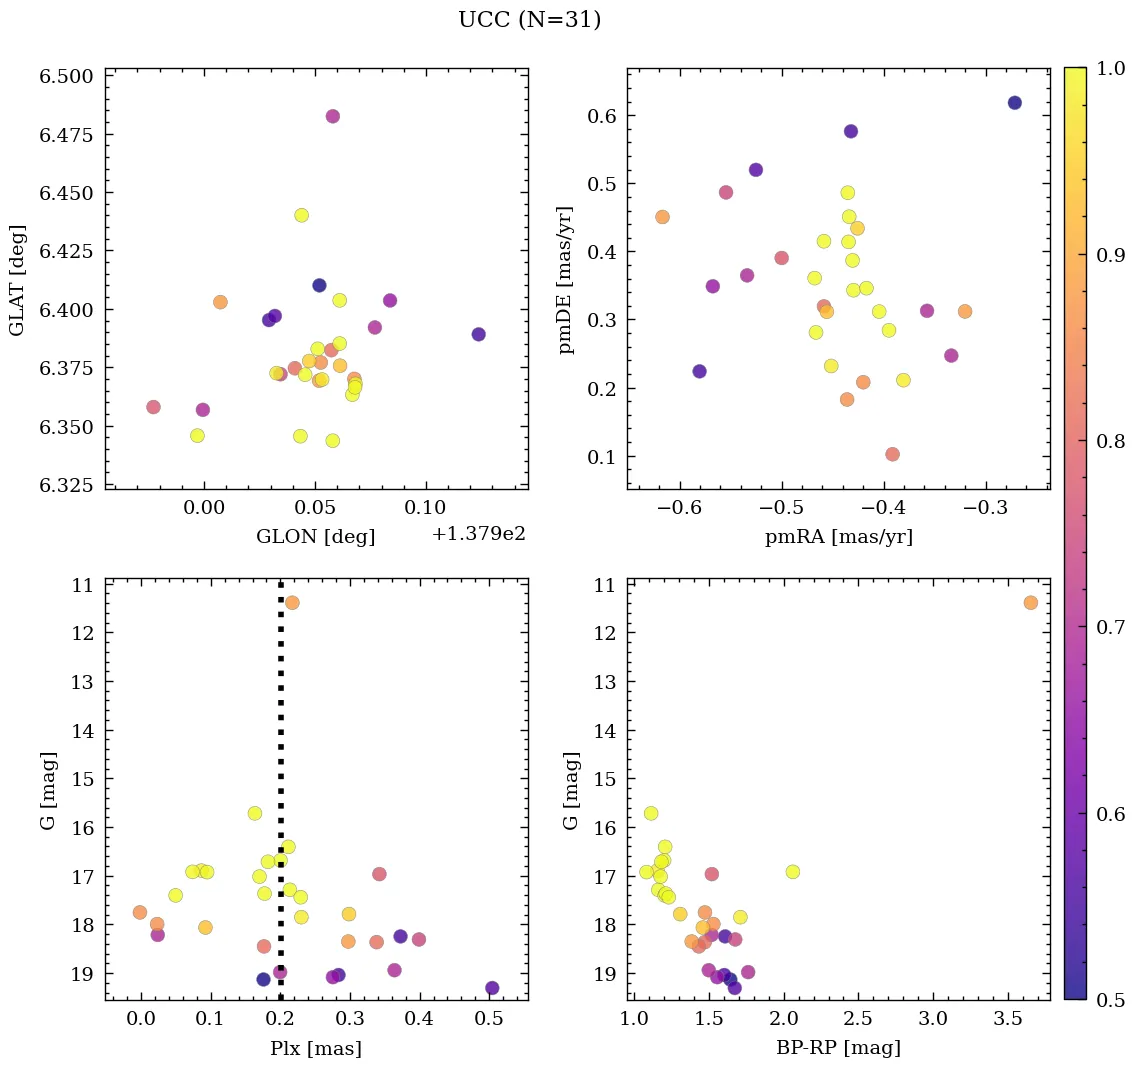 UCC (N=31)
6.500
6.475
6.450
6.425
6.400
6.375
6.350
6.325
GLAT [deg]
0.00 0.05 0.10
GLON [deg]
+1.379e2
0.6
0.5
0.4
0.3
0.2
0.1
pmDE [mas/yr]
−0.6 −0.5 −0.4 −0.3
pmRA [mas/yr]
1.0
0.9
0.8
0.7
0.6
0.5
11
12
13
14
15
16
17
18
19
G [mag]
0.0 0.1 0.2 0.3 0.4 0.5
Plx [mas]
11
12
13
14
15
16
17
18
19
G [mag]
1.0 1.5 2.0 2.5 3.0 3.5
BP-RP [mag]